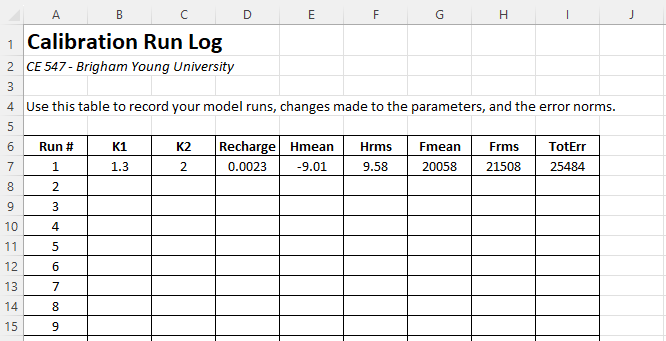 A B C D E F G H I J
1 Calibration Run Log
2 CE 547 - Brigham Young University
3
4 Use this table to record your model runs, changes made to the parameters, and the error norms.
5
6 Run # K1 K2 Recharge Hmean Hrms Fmean Frms TotErr
7 1 1.3 2 0.0023 -9.01 9.58 20058 21508 25484
8 2
9 3
10 4
11 5
12 6
13 7
14 8
15 9